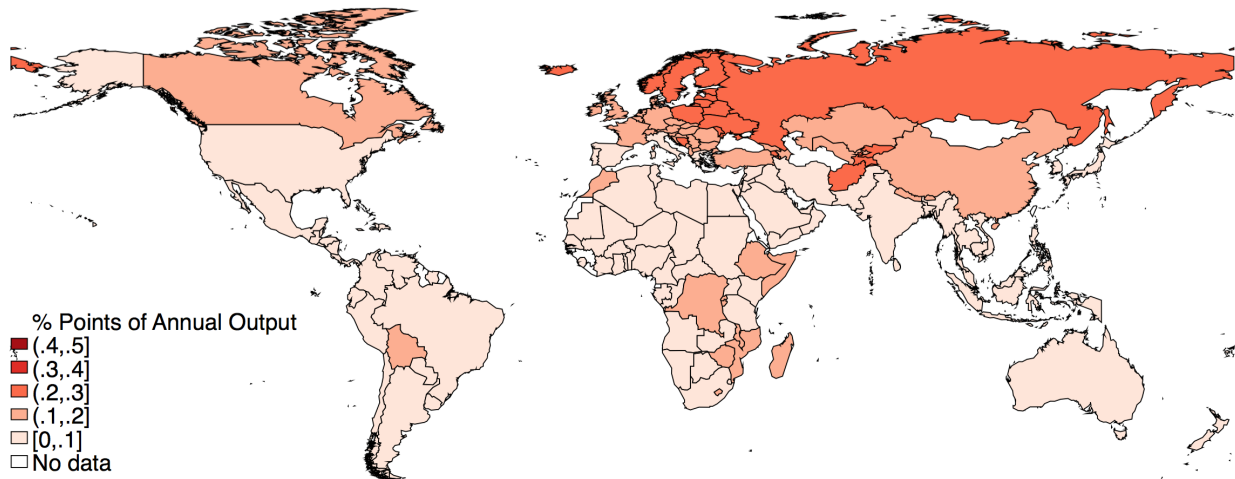 % Points of Annual Output
(.4,.5]
(.3,.4]
(.2,.3]
(.1,.2]
[0,.1]
No data